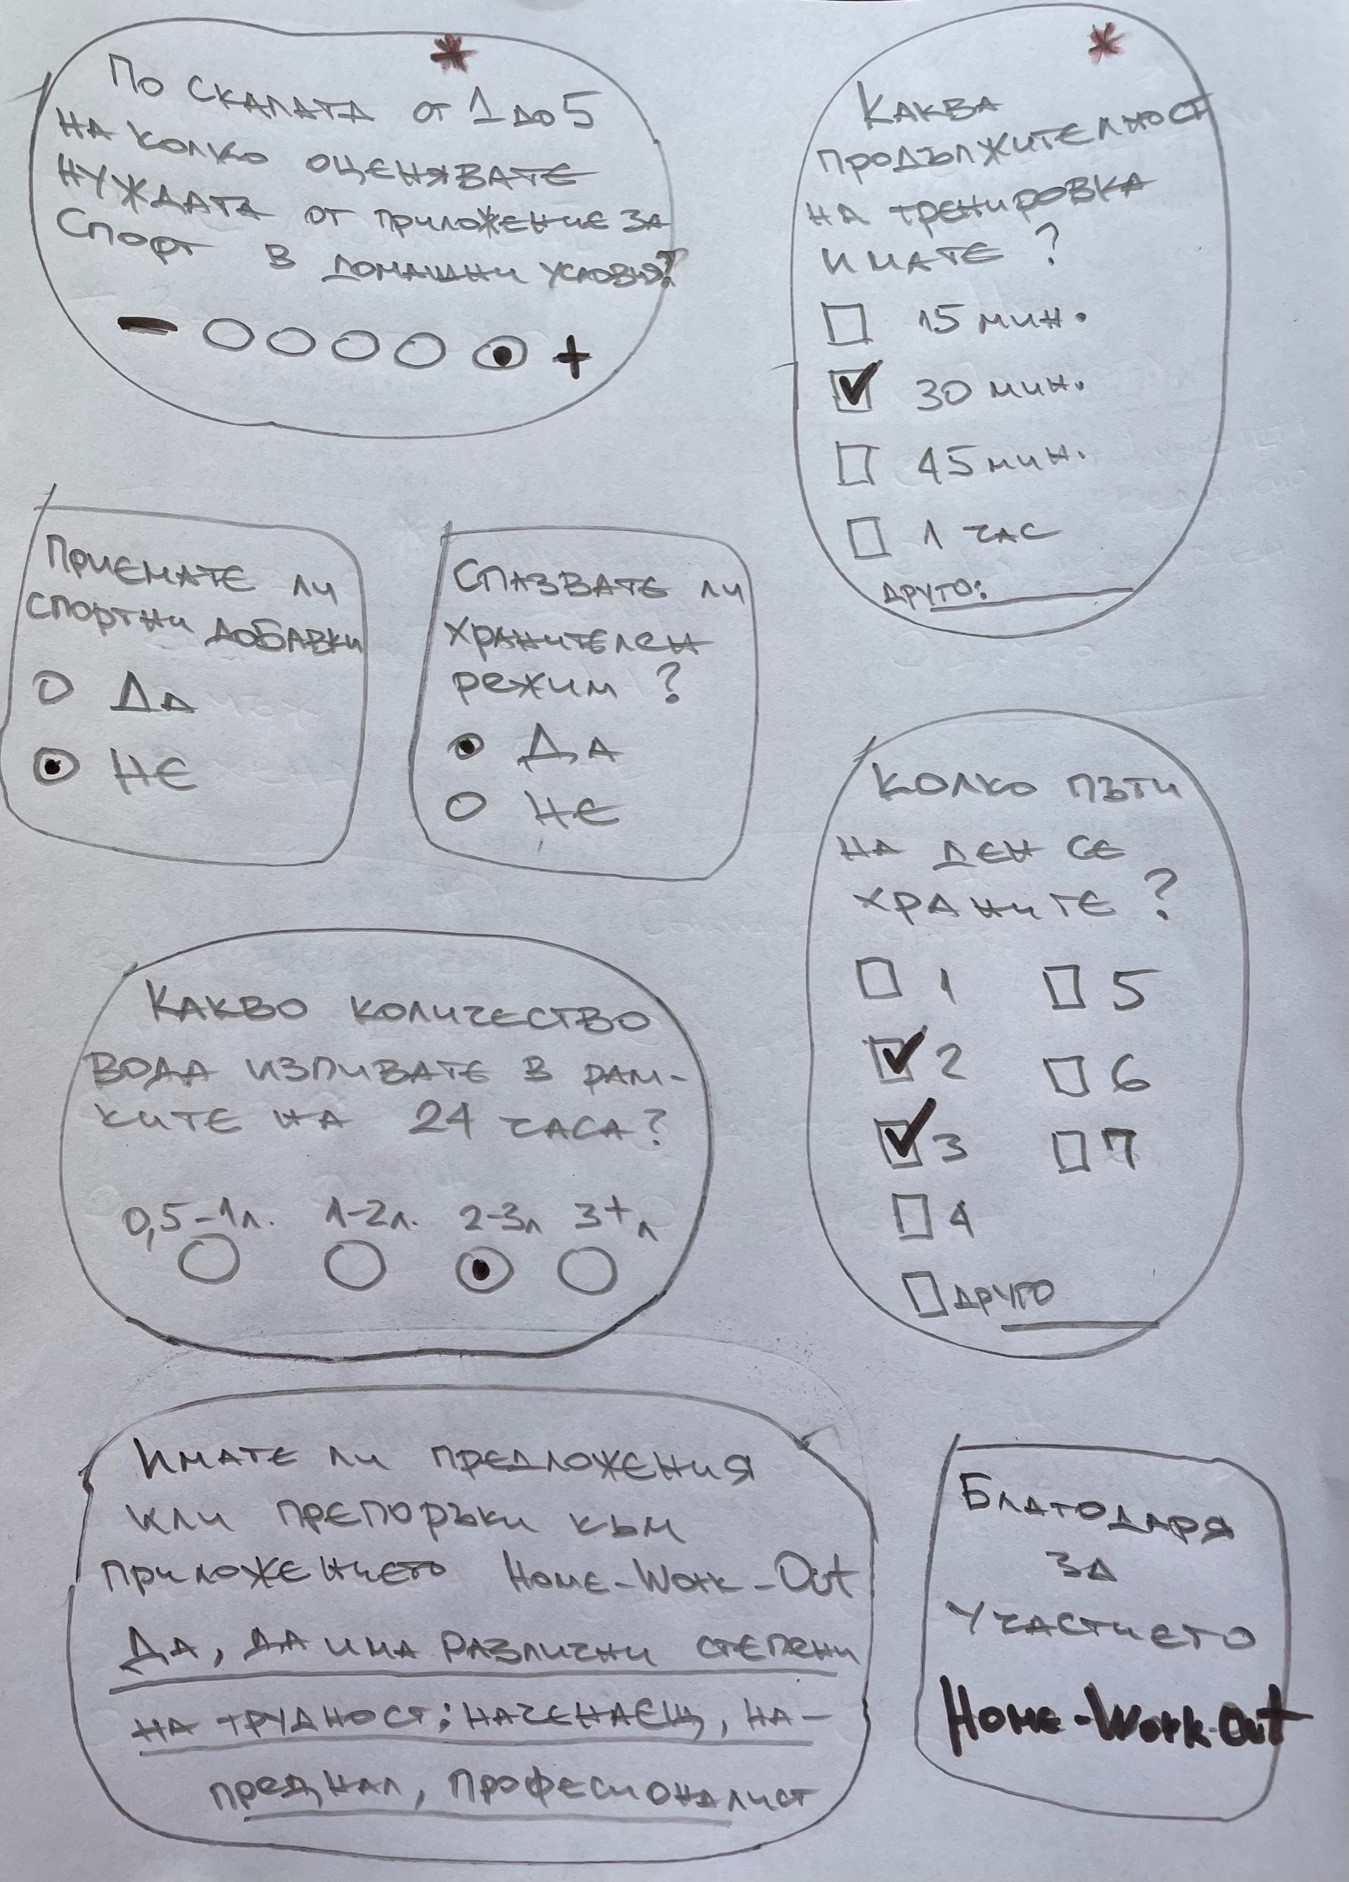 *
По скалата от 1 до 5
на колко оценявате
нуждата от приложение за
спорт в домашни условия?
- +
*
Каква
продължителност
на тренировка
имате?
15 мин.
✓ 30 мин.
45 мин.
1 час
друго:
Приемате ли
спортни добавки
Да
Не
Спазвате ли
хранителен
режим?
Да
Не
Колко пъти
на ден се
храните?
1 5
✓ 2 6
✓ 3 7
4
друго
Какво количество
вода изпивате в рам-
ките на 24 часа?
0,5-1л. 1-2л. 2-3л 3+л
Имате ли предложения
или препоръки към
приложението Home-Work-Out
Да, да има различни степени
на трудност: наченаещ, на-
преднал, професионалист
Благодаря
за
участието
Home-Work-Out